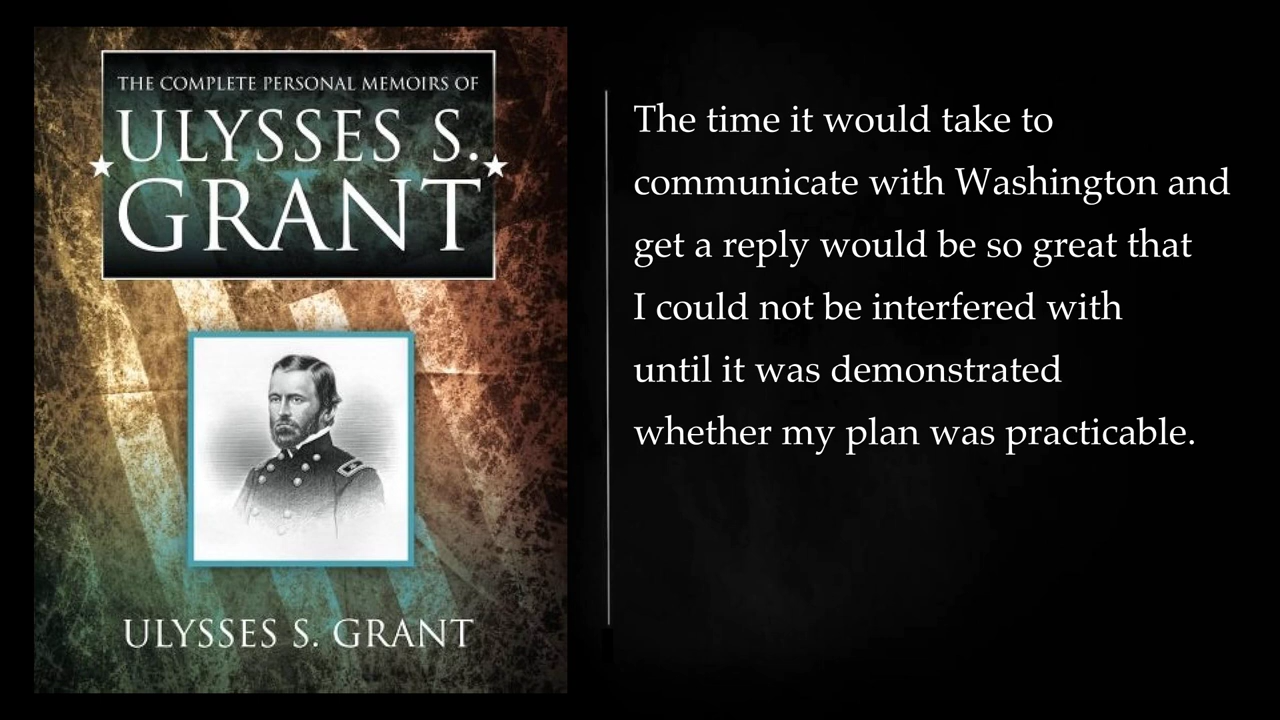 THE COMPLETE PERSONAL MEMOIRS OF
ULYSSES S.
GRANT
ULYSSES S. GRANT
The time it would take to
communicate with Washington and
get a reply would be so great that
I could not be interfered with
until it was demonstrated
whether my plan was practicable.